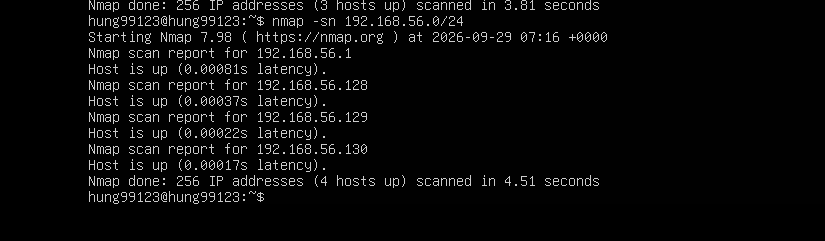 Nmap done: 256 IP addresses (3 hosts up) scanned in 3.81 seconds
hung99123@hung99123:~$ nmap -sn 192.168.56.0/24
Starting Nmap 7.98 ( https://nmap.org ) at 2026-09-29 07:16 +0000
Nmap scan report for 192.168.56.1
Host is up (0.00081s latency).
Nmap scan report for 192.168.56.128
Host is up (0.00037s latency).
Nmap scan report for 192.168.56.129
Host is up (0.00022s latency).
Nmap scan report for 192.168.56.130
Host is up (0.00017s latency).
Nmap done: 256 IP addresses (4 hosts up) scanned in 4.51 seconds
hung99123@hung99123:~$